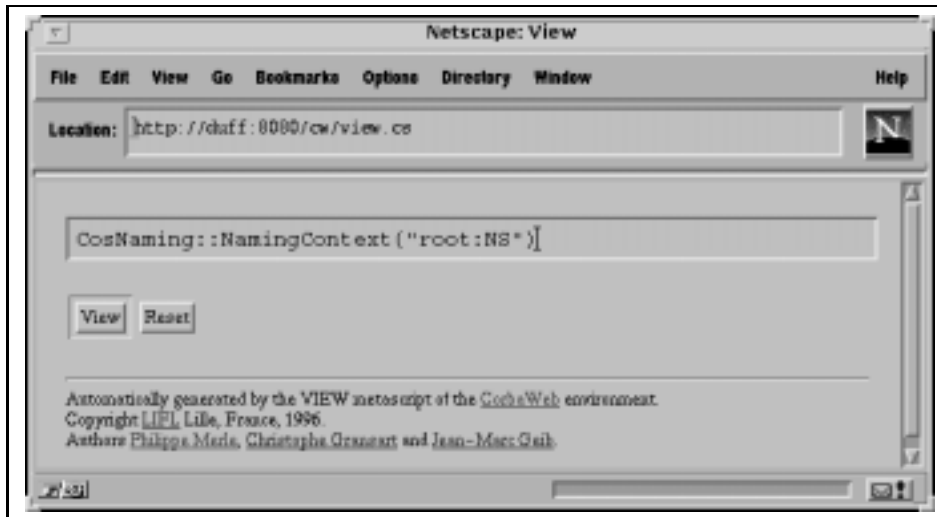 Netscape: View
File Edit View Go Bookmarks Options Directory Window Help
Location: http://duff:8080/cw/view.cs
N
CosNaming::NamingContext("root:NS")
View Reset
Automatically generated by the VIEW metascript of the CorbaWeb environment.
Copyright LIFL, Lille, France, 1996.
Authors Philippe Merle, Christophe Gransart and Jean-Marc Geib.